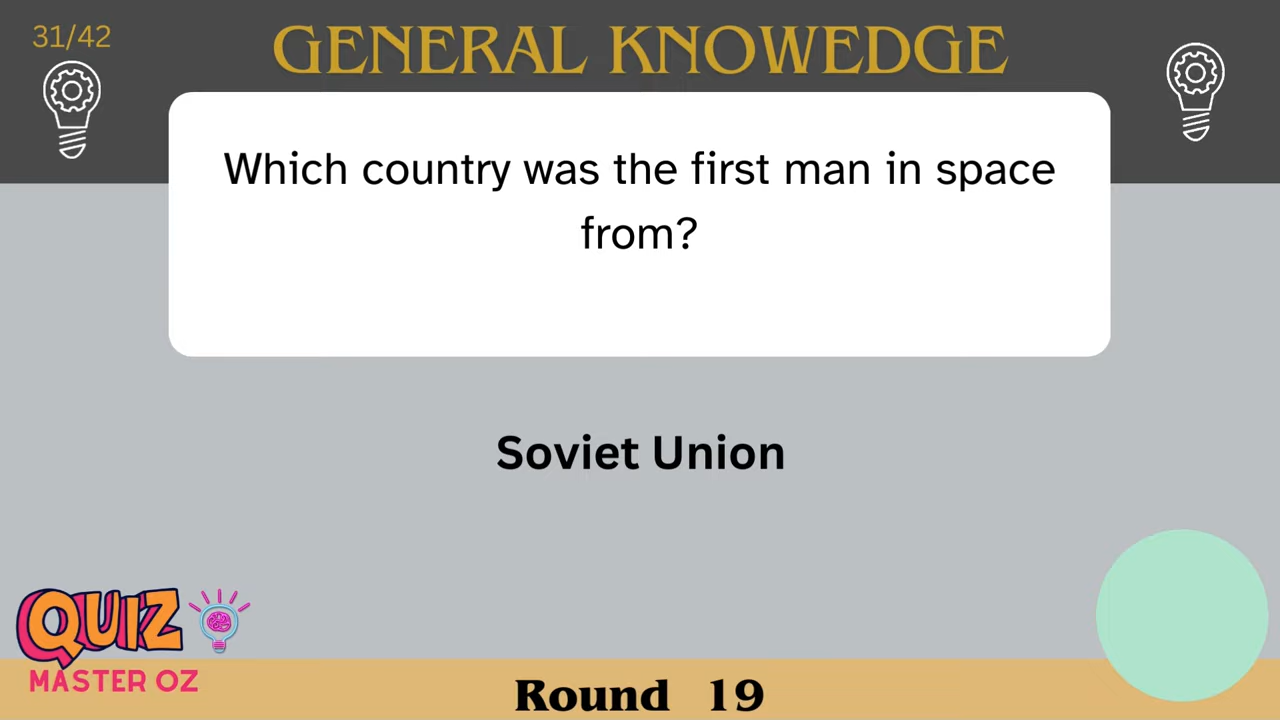 31/42
GENERAL KNOWEDGE
Which country was the first man in space
from?
Soviet Union
QUIZ
MASTER OZ
Round 19